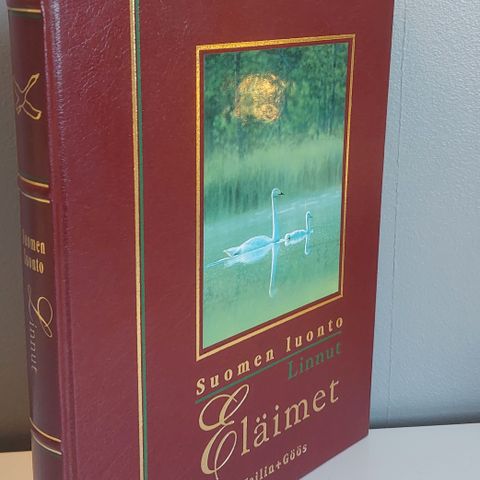 Suomen luonto
Linnut
Eläimet
Weilin+Göös
Suomen
luonto
Linnut